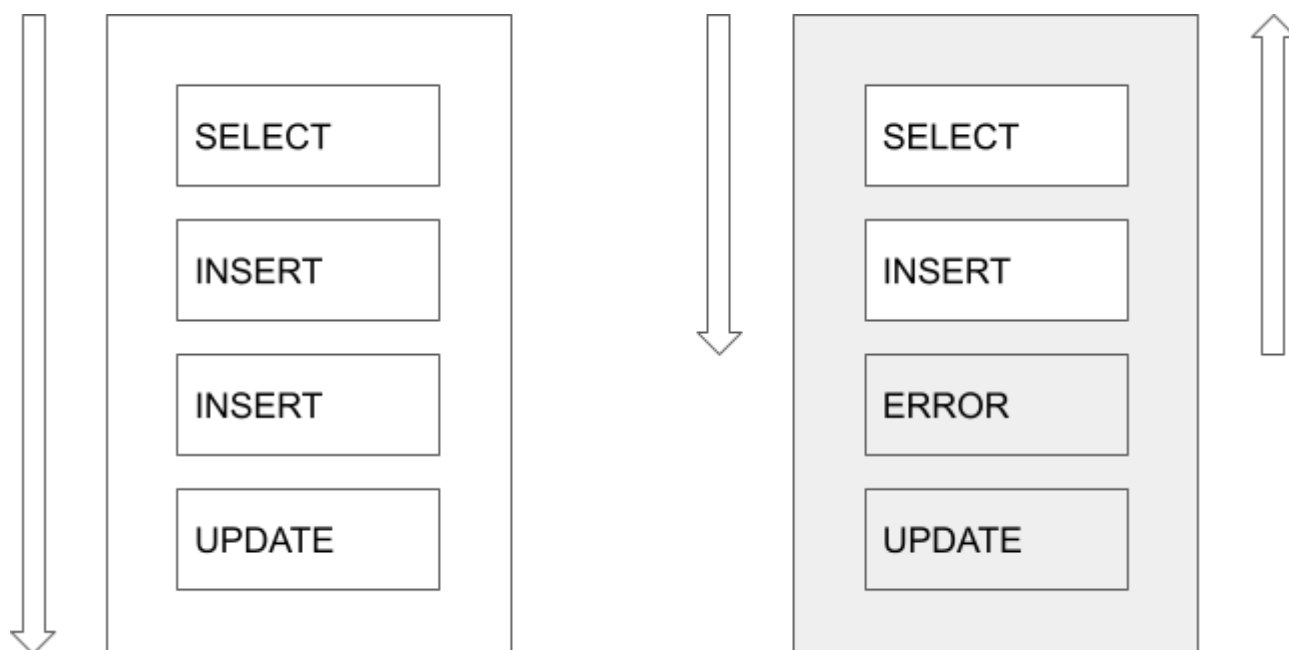 SELECT
INSERT
INSERT
UPDATE
SELECT
INSERT
ERROR
UPDATE